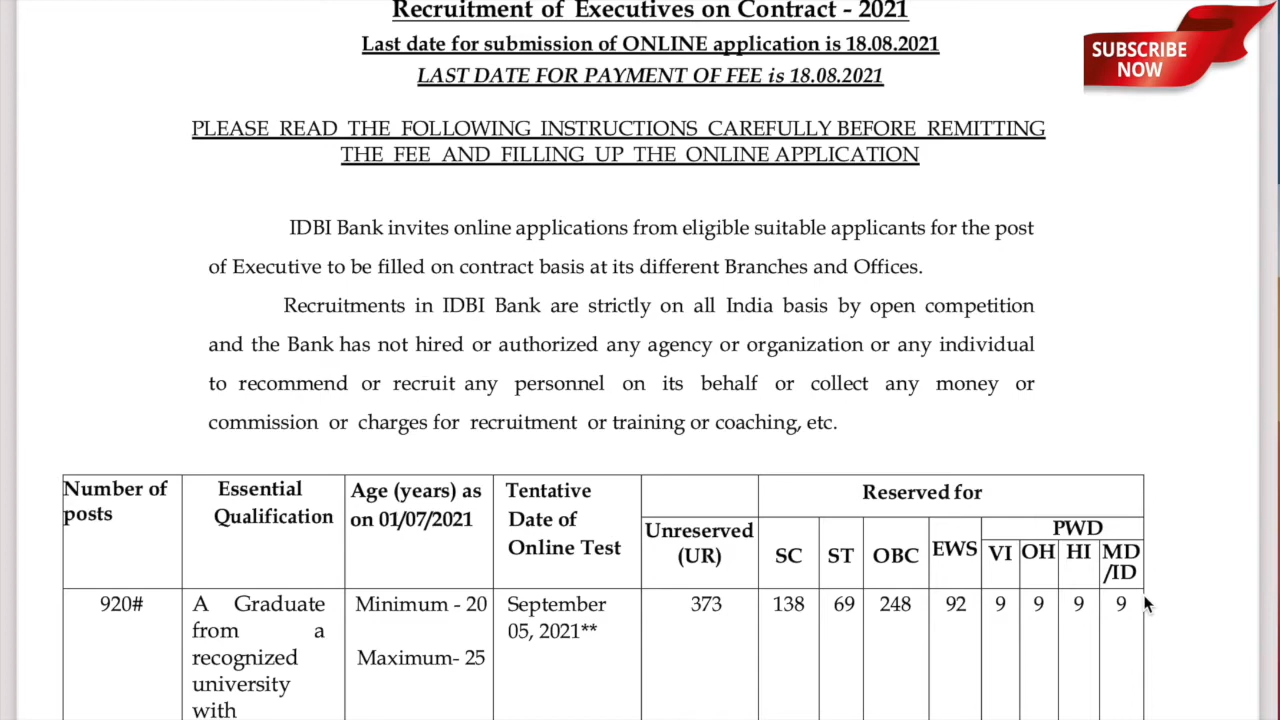 Recruitment of Executives on Contract - 2021
SUBSCRIBE
NOW
Last date for submission of ONLINE application is 18.08.2021
LAST DATE FOR PAYMENT OF FEE is 18.08.2021
PLEASE READ THE FOLLOWING INSTRUCTIONS CAREFULLY BEFORE REMITTING
THE FEE AND FILLING UP THE ONLINE APPLICATION
IDBI Bank invites online applications from eligible suitable applicants for the post
of Executive to be filled on contract basis at its different Branches and Offices.
Recruitments in IDBI Bank are strictly on all India basis by open competition
and the Bank has not hired or authorized any agency or organization or any individual
to recommend or recruit any personnel on its behalf or collect any money or
commission or charges for recruitment or training or coaching, etc.
Number of
posts
Essential
Qualification
Age (years) as
on 01/07/2021
Tentative
Date of
Online Test
Unreserved
(UR)
Reserved for
SC
ST
OBC
EWS
PWD
VI
OH
HI
MD
/ID
920#
A Graduate
from a
recognized
university
with
Minimum - 20
Maximum- 25
September
05, 2021**
373
138
69
248
92
9
9
9
9